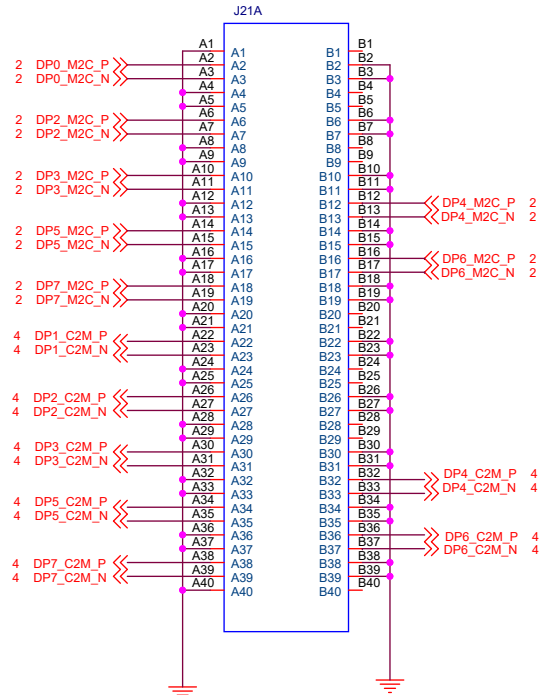 J21A
A1 A1 B1 B1
2 DP0_M2C_P A2 A2 B2 B2
2 DP0_M2C_N A3 A3 B3 B3
A4 A4 B4 B4
A5 A5 B5 B5
2 DP2_M2C_P A6 A6 B6 B6
2 DP2_M2C_N A7 A7 B7 B7
A8 A8 B8 B8
A9 A9 B9 B9
2 DP3_M2C_P A10 A10 B10 B10
2 DP3_M2C_N A11 A11 B11 B11
A12 A12 B12 B12 DP4_M2C_P 2
A13 A13 B13 B13 DP4_M2C_N 2
2 DP5_M2C_P A14 A14 B14 B14
2 DP5_M2C_N A15 A15 B15 B15
A16 A16 B16 B16 DP6_M2C_P 2
A17 A17 B17 B17 DP6_M2C_N 2
2 DP7_M2C_P A18 A18 B18 B18
2 DP7_M2C_N A19 A19 B19 B19
A20 A20 B20 B20
A21 A21 B21 B21
4 DP1_C2M_P A22 A22 B22 B22
4 DP1_C2M_N A23 A23 B23 B23
A24 A24 B24 B24
A25 A25 B25 B25
4 DP2_C2M_P A26 A26 B26 B26
4 DP2_C2M_N A27 A27 B27 B27
A28 A28 B28 B28
A29 A29 B29 B29
4 DP3_C2M_P A30 A30 B30 B30
4 DP3_C2M_N A31 A31 B31 B31
A32 A32 B32 B32 DP4_C2M_P 4
A33 A33 B33 B33 DP4_C2M_N 4
4 DP5_C2M_P A34 A34 B34 B34
4 DP5_C2M_N A35 A35 B35 B35
A36 A36 B36 B36 DP6_C2M_P 4
A37 A37 B37 B37 DP6_C2M_N 4
4 DP7_C2M_P A38 A38 B38 B38
4 DP7_C2M_N A39 A39 B39 B39
A40 A40 B40 B40